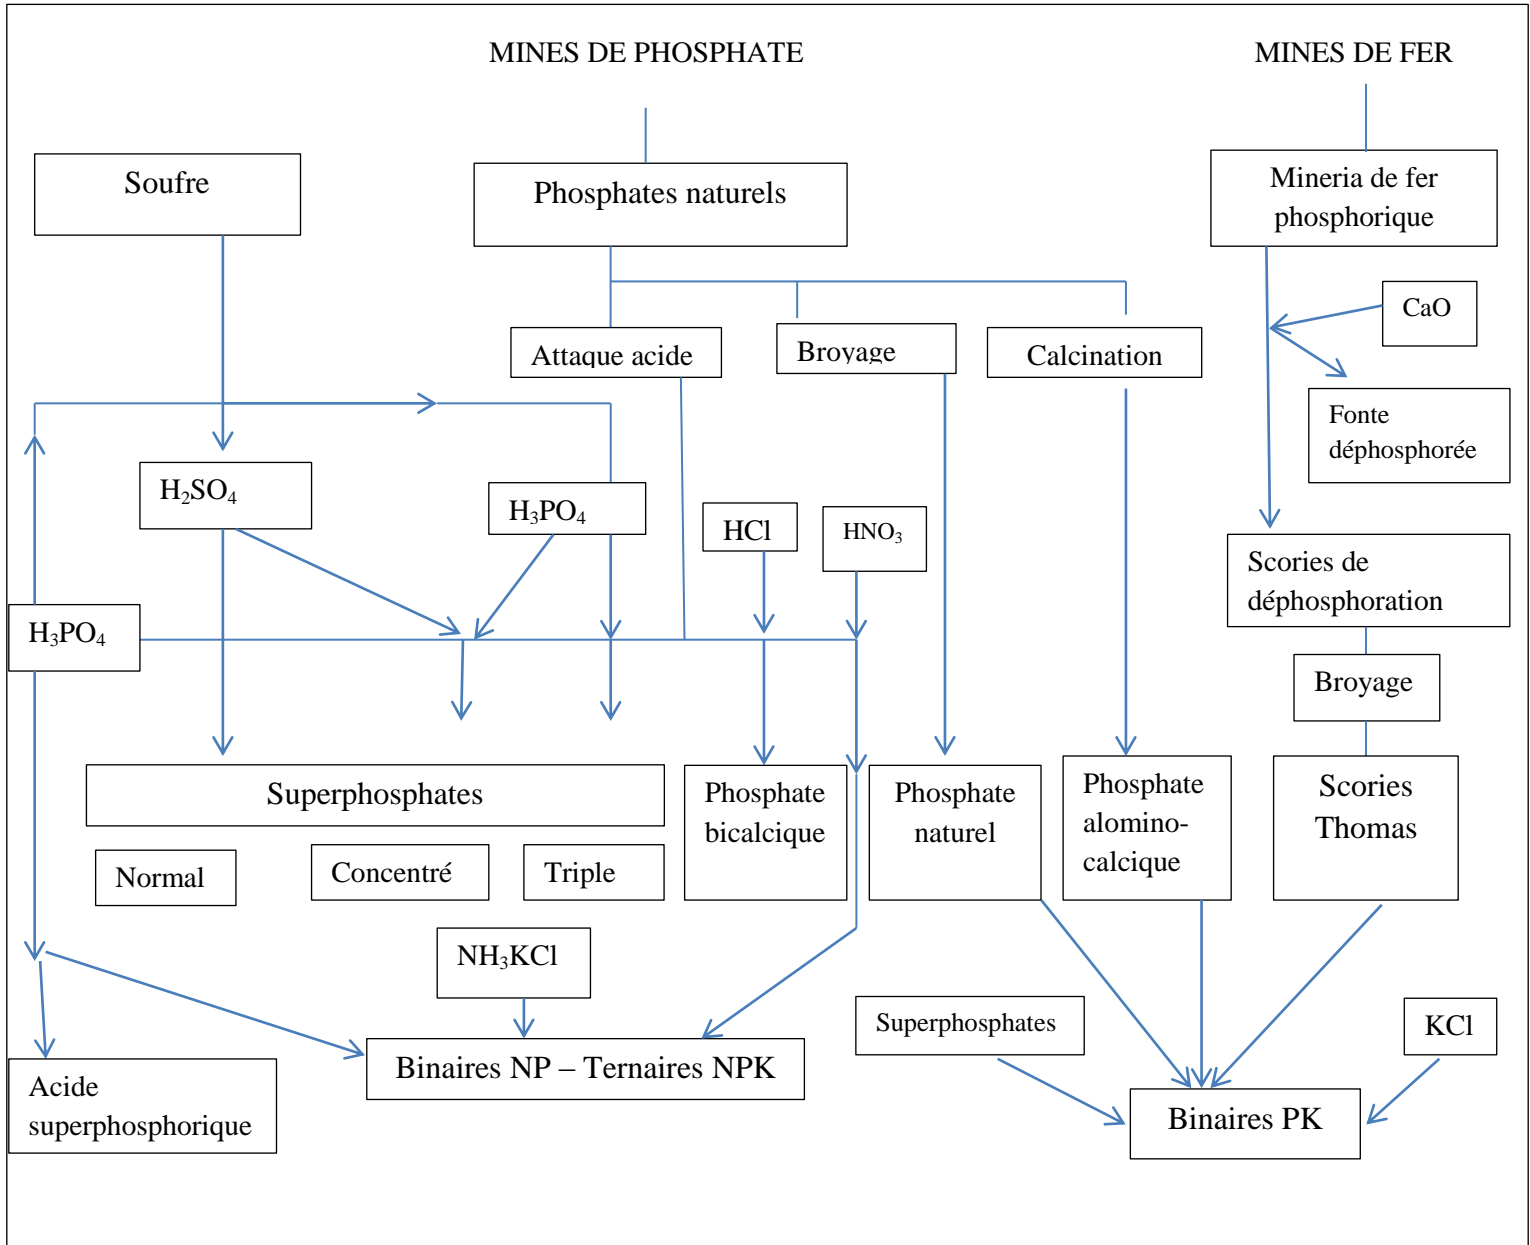 MINES DE PHOSPHATE
MINES DE FER
Soufre
Phosphates naturels
Mineria de fer
phosphorique
CaO
Attaque acide
Broyage
Calcination
Fonte
déphosphorée
H₂SO₄
H₃PO₄
HCl
HNO₃
Scories de
déphosphoration
H₃PO₄
Broyage
Superphosphates
Phosphate
bicalcique
Phosphate
naturel
Phosphate
alomino-
calcique
Scories
Thomas
Normal
Concentré
Triple
NH₃KCl
Superphosphates
KCl
Binaires NP – Ternaires NPK
Acide
superphosphorique
Binaires PK